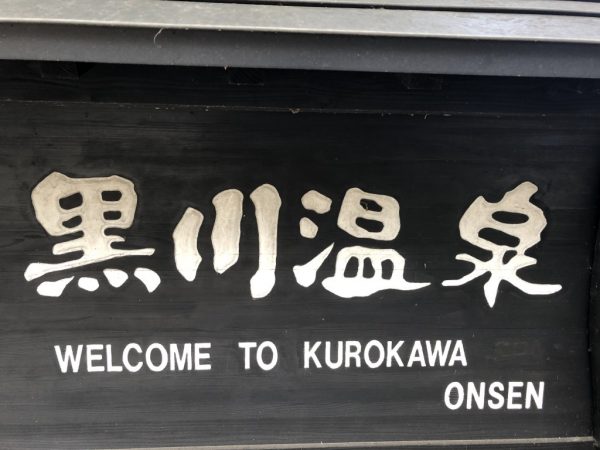 黒川温泉
WELCOME TO KUROKAWA
ONSEN